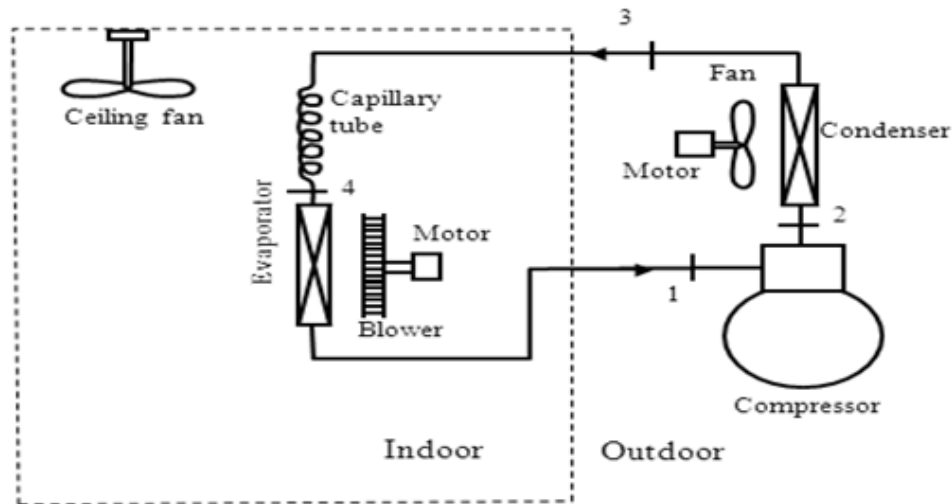 3
Fan
Ceiling fan
Capillary
tube
Condenser
Motor
4
2
Evaporator
Motor
1
Blower
Compressor
Indoor
Outdoor